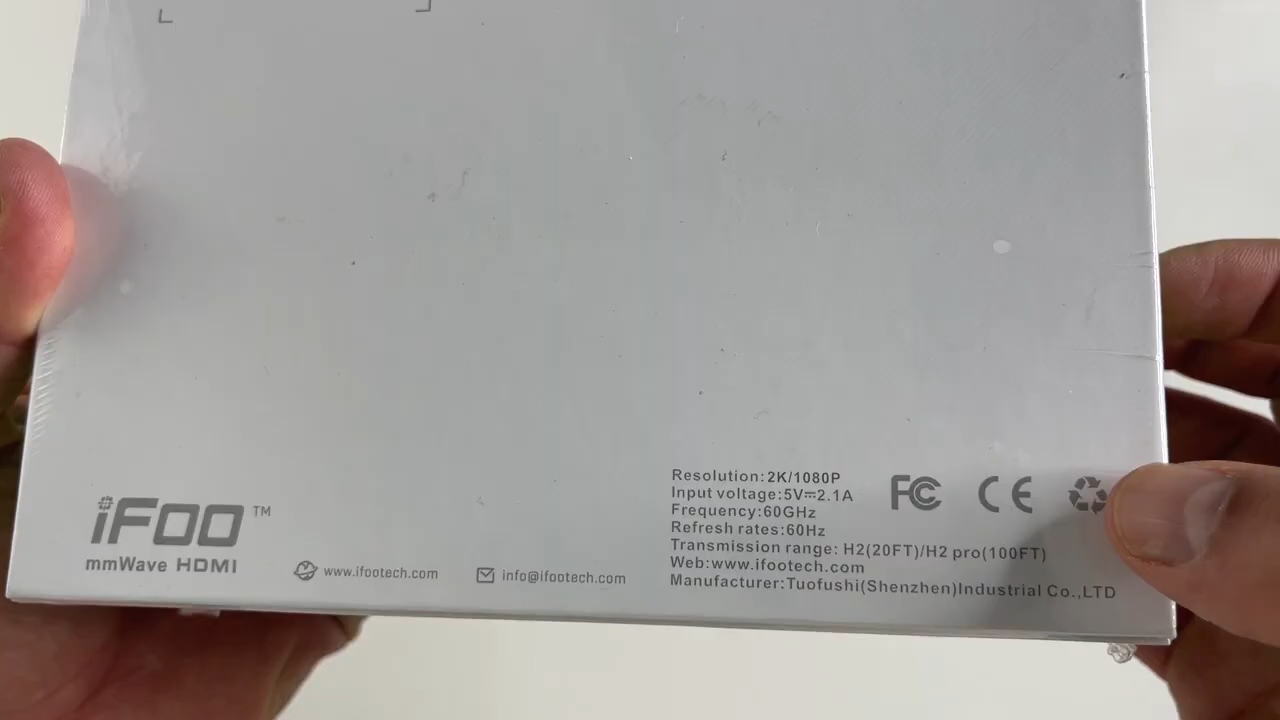 iFOO™
mmWave HDMI
www.ifootech.com
info@ifootech.com
Resolution:2K/1080P
Input voltage:5V⎓2.1A
Frequency:60GHz
Refresh rates:60Hz
Transmission range: H2(20FT)/H2 pro(100FT)
Web:www.ifootech.com
Manufacturer:Tuofushi(Shenzhen)Industrial Co.,LTD
FC CE